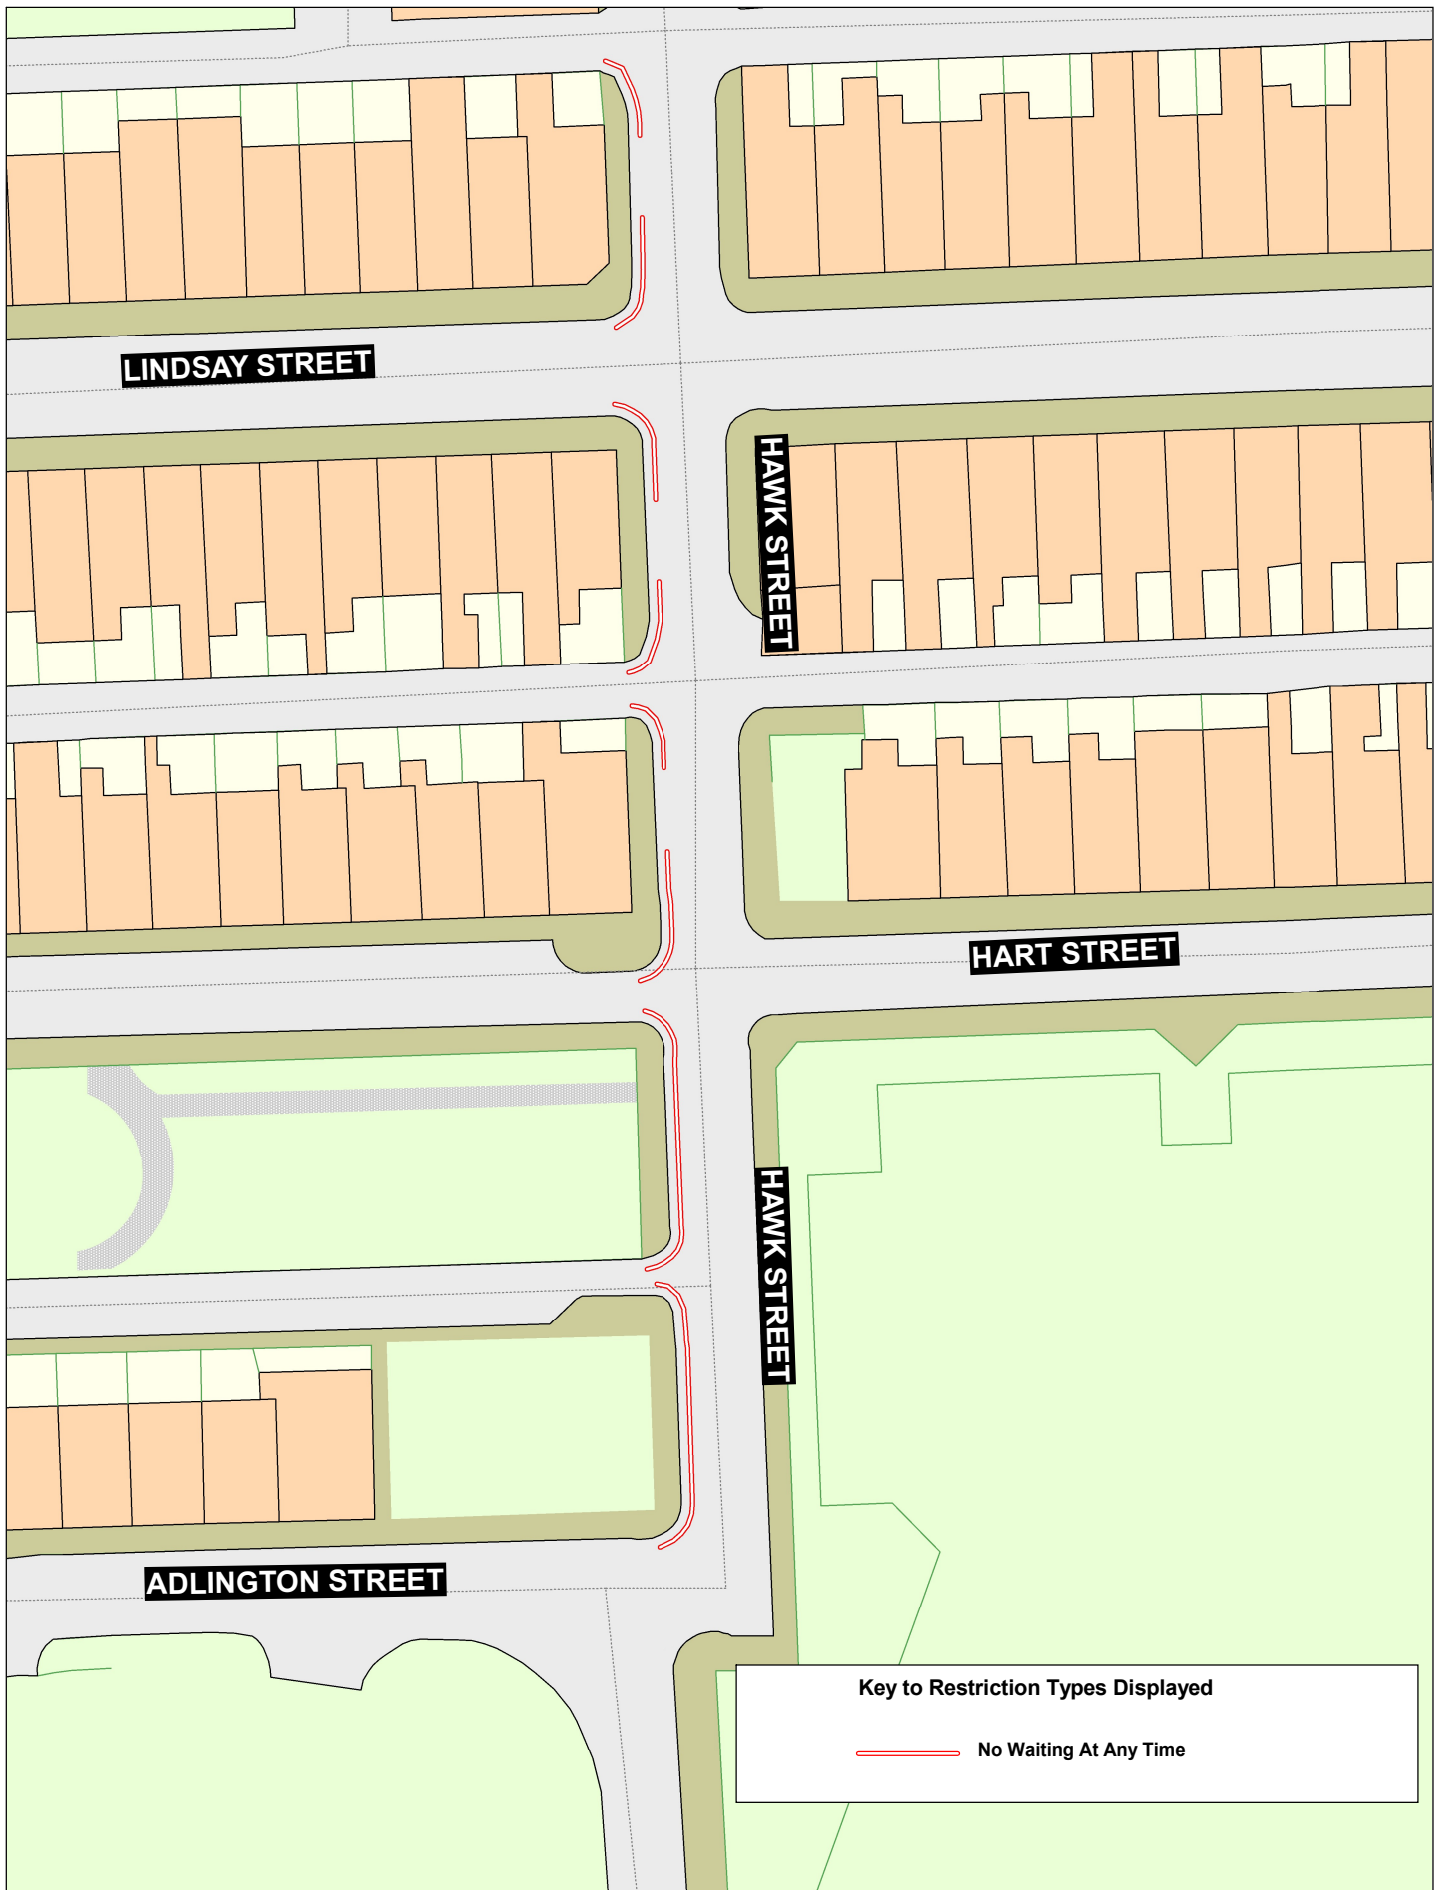 LINDSAY STREET
HAWK STREET
HART STREET
HAWK STREET
ADLINGTON STREET
Key to Restriction Types Displayed
No Waiting At Any Time